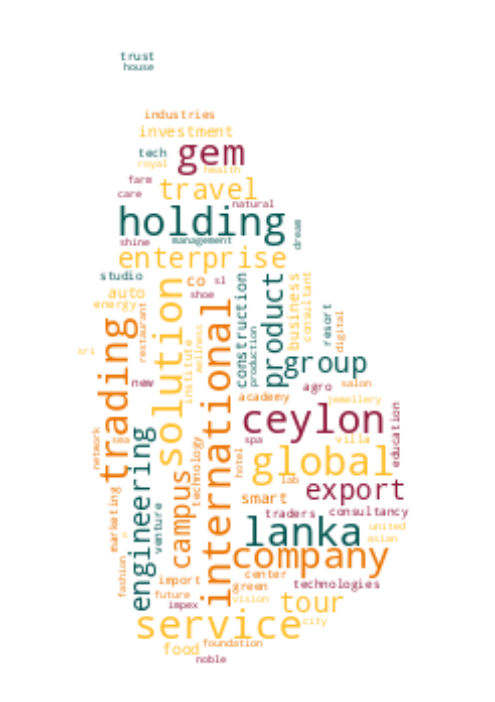 trust
house
industries
investment
tech
gem
royal
health
farm
travel
care
natural
holding
dream
shine
management
enterprise
studio
co
sl
product
construction
business
consultant
auto
solution
shoe
energy
international
restaurant
trading
resort
digital
production
wellness
institute
sri
group
new
agro
salon
academy
jewellery
ceylon
education
engineering
network
sea
technology
spa
villa
hotel
global
campus
lab
export
marketing
smart
venture
traders
consultancy
lanka
united
asian
company
fashion
import
center
green
technologies
future
vision
impex
tour
service
city
food
foundation
noble